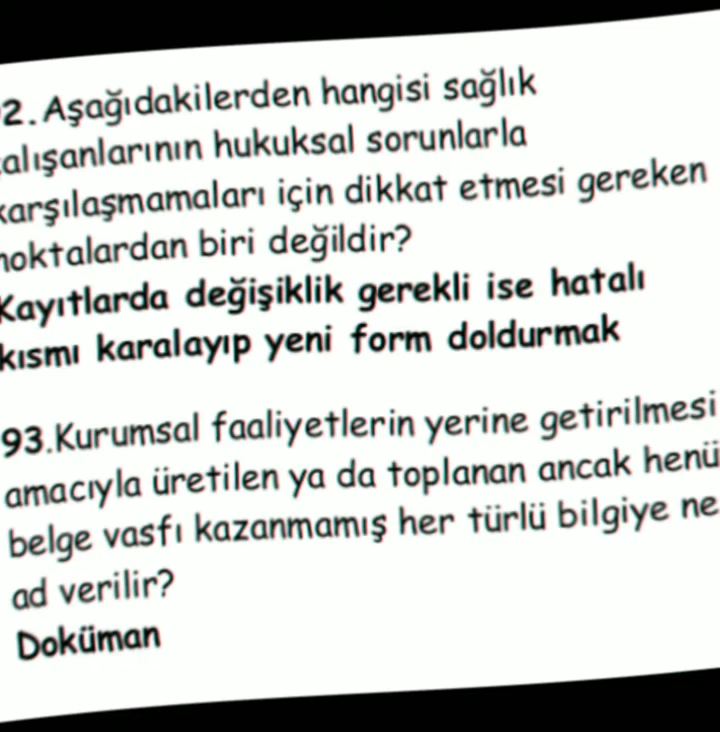 2. Aşağıdakilerden hangisi sağlık
alışanlarının hukuksal sorunlarla
karşılaşmamaları için dikkat etmesi gereken
noktalardan biri değildir?
Kayıtlarda değişiklik gerekli ise hatalı
kısmı karalayıp yeni form doldurmak
93.Kurumsal faaliyetlerin yerine getirilmesi
amacıyla üretilen ya da toplanan ancak henü
belge vasfı kazanmamış her türlü bilgiye ne
ad verilir?
Doküman